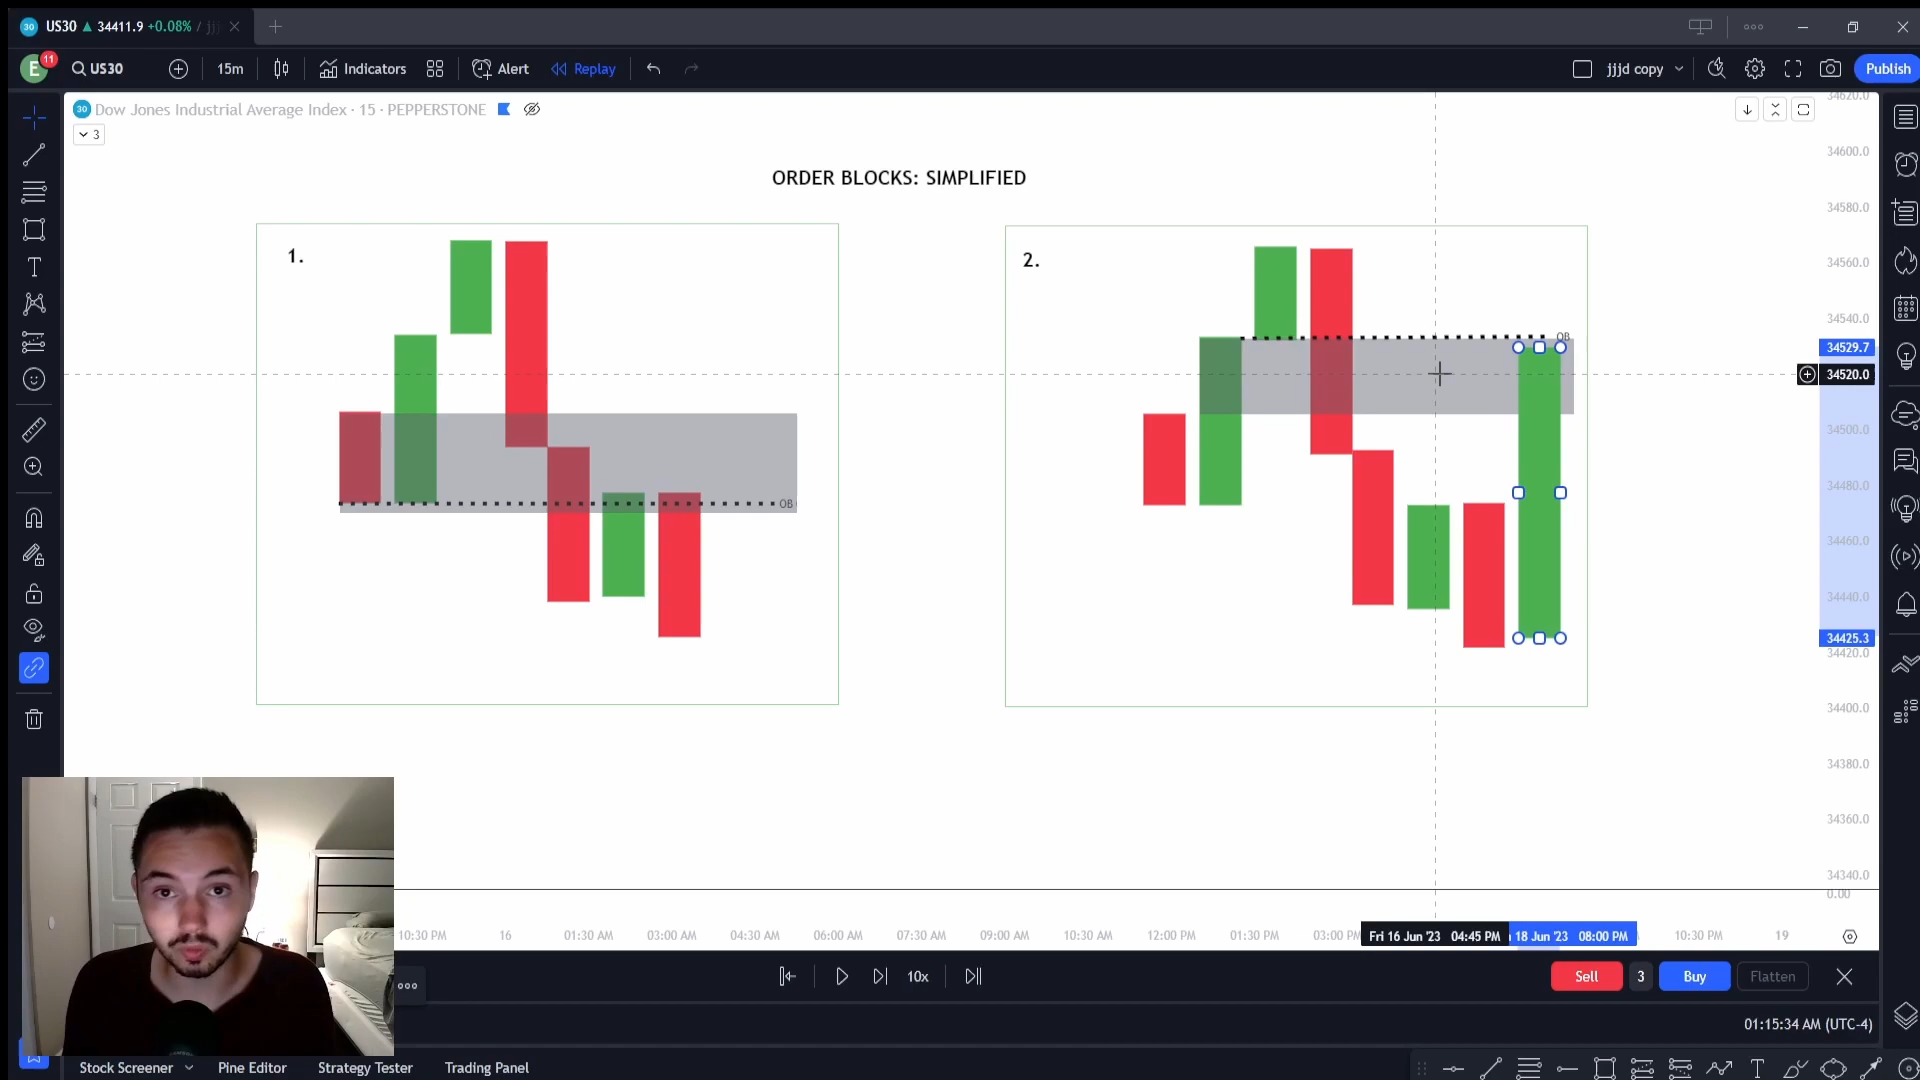 30 US30 34411.9 +0.08% / jjj
E 11 US30 15m Indicators Alert Replay jjjd copy Publish
30 Dow Jones Industrial Average Index · 15 · PEPPERSTONE
3
ORDER BLOCKS: SIMPLIFIED
1.
OB
2.
OB
34620.0
34600.0
34580.0
34560.0
34540.0
34529.7
34520.0
34500.0
34480.0
34460.0
34440.0
34425.3
34420.0
34400.0
34380.0
34360.0
34340.0
0.00
10:30 PM 16 01:30 AM 03:00 AM 04:30 AM 06:00 AM 07:30 AM 09:00 AM 10:30 AM 12:00 PM 01:30 PM 03:00 PM Fri 16 Jun '23 04:45 PM 18 Jun '23 08:00 PM 10:30 PM 19
10x Sell 3 Buy Flatten
01:15:34 AM (UTC-4)
Stock Screener Pine Editor Strategy Tester Trading Panel